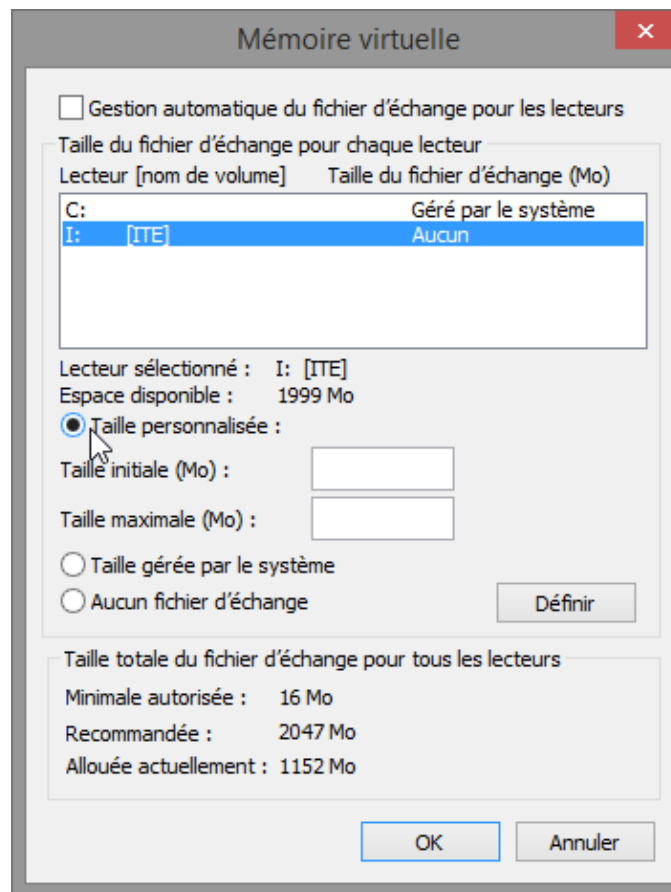 Mémoire virtuelle
Gestion automatique du fichier d’échange pour les lecteurs
Taille du fichier d’échange pour chaque lecteur
Lecteur [nom de volume] Taille du fichier d’échange (Mo)
C: Géré par le système
I: [ITE] Aucun
Lecteur sélectionné : I: [ITE]
Espace disponible : 1999 Mo
Taille personnalisée :
Taille initiale (Mo) :
Taille maximale (Mo) :
Taille gérée par le système
Aucun fichier d’échange Définir
Taille totale du fichier d’échange pour tous les lecteurs
Minimale autorisée : 16 Mo
Recommandée : 2047 Mo
Allouée actuellement : 1152 Mo
OK Annuler